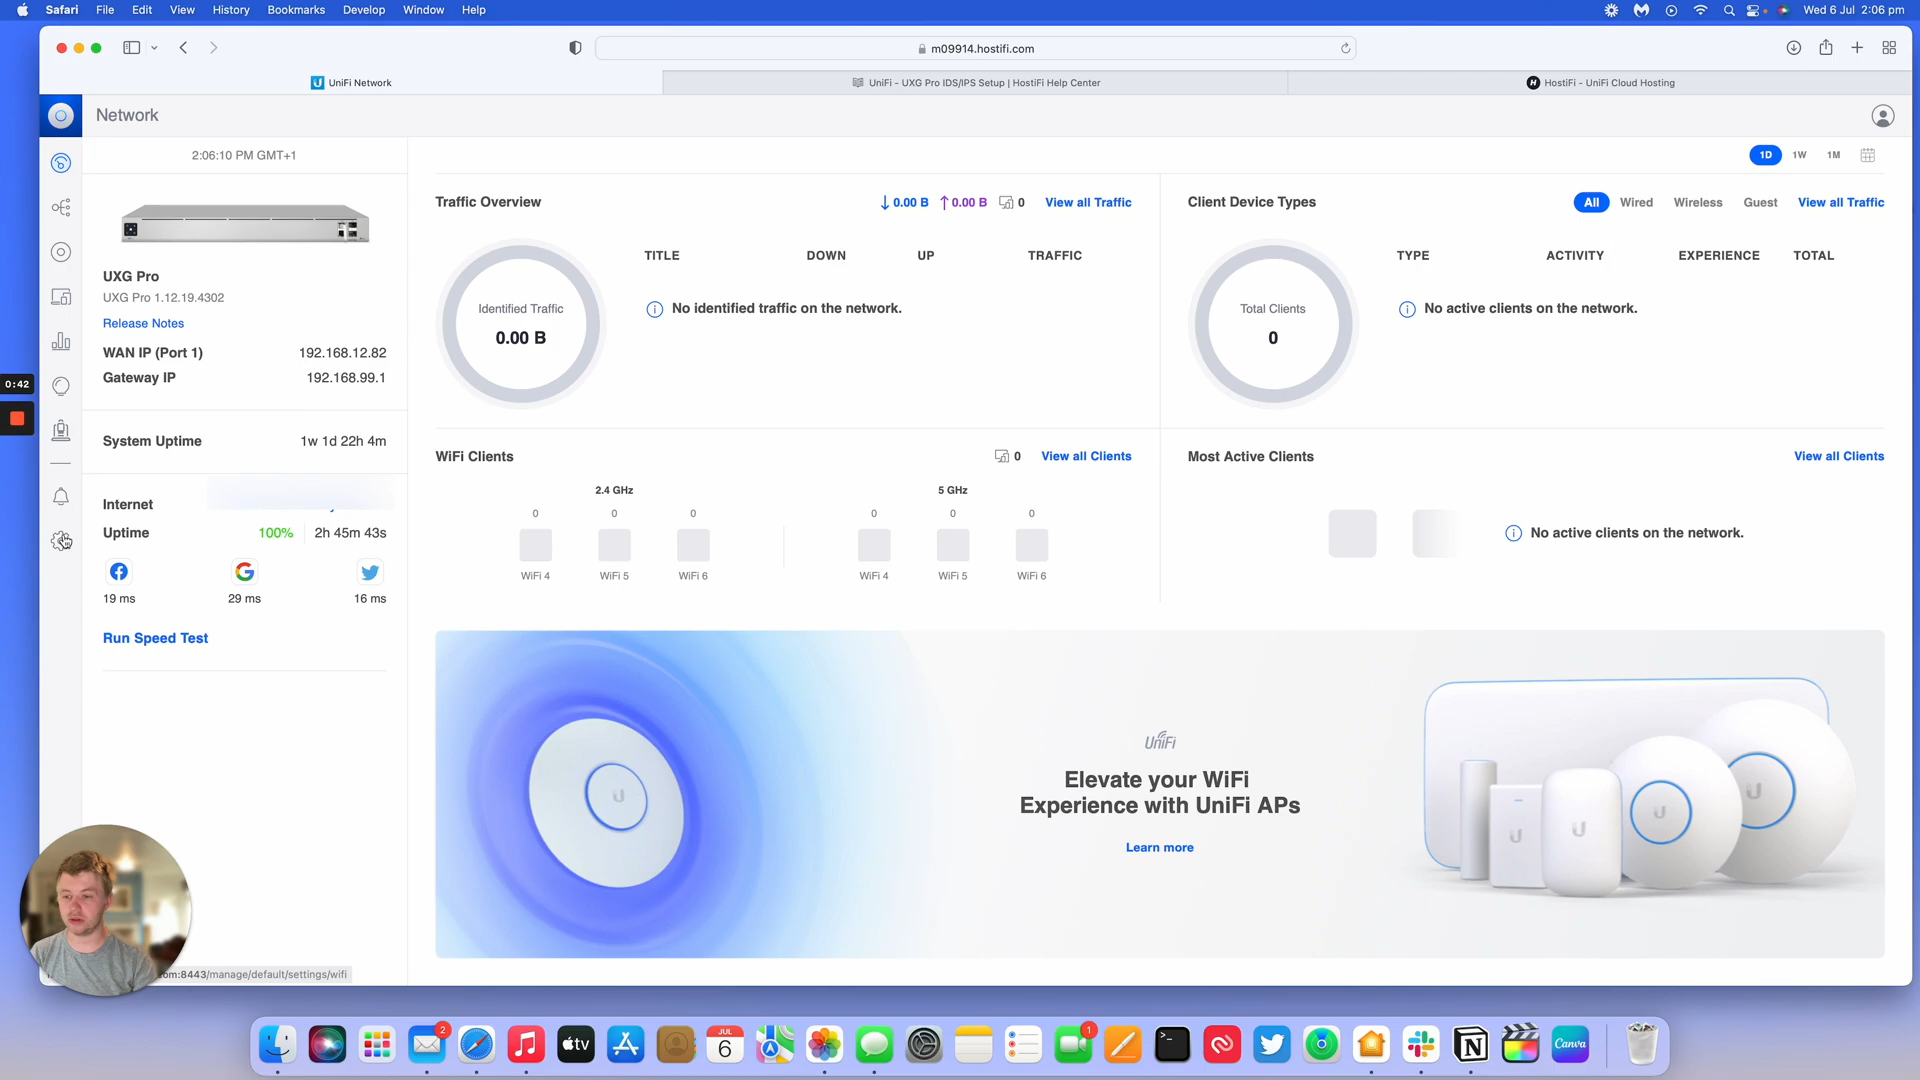 Safari File Edit View History Bookmarks Develop Window Help
Wed 6 Jul 2:06 pm
m09914.hostifi.com
UniFi Network
UniFi - UXG Pro IDS/IPS Setup | HostiFi Help Center
HostiFi - UniFi Cloud Hosting
Network
2:06:10 PM GMT+1
UXG Pro
UXG Pro 1.12.19.4302
Release Notes
WAN IP (Port 1) 192.168.12.82
Gateway IP 192.168.99.1
System Uptime 1w 1d 22h 4m
Internet
Uptime 100% 2h 45m 43s
19 ms 29 ms 16 ms
Run Speed Test
0:42
1D 1W 1M
Traffic Overview 0.00 B 0.00 B 0 View all Traffic
TITLE DOWN UP TRAFFIC
Identified Traffic
0.00 B
No identified traffic on the network.
Client Device Types All Wired Wireless Guest View all Traffic
TYPE ACTIVITY EXPERIENCE TOTAL
Total Clients
0
No active clients on the network.
WiFi Clients 0 View all Clients
2.4 GHz 5 GHz
0 0 0 0 0 0
WiFi 4 WiFi 5 WiFi 6 WiFi 4 WiFi 5 WiFi 6
Most Active Clients View all Clients
No active clients on the network.
UniFi
Elevate your WiFi
Experience with UniFi APs
Learn more
om:8443/manage/default/settings/wifi
2
tv
JUL
6
1
Canva